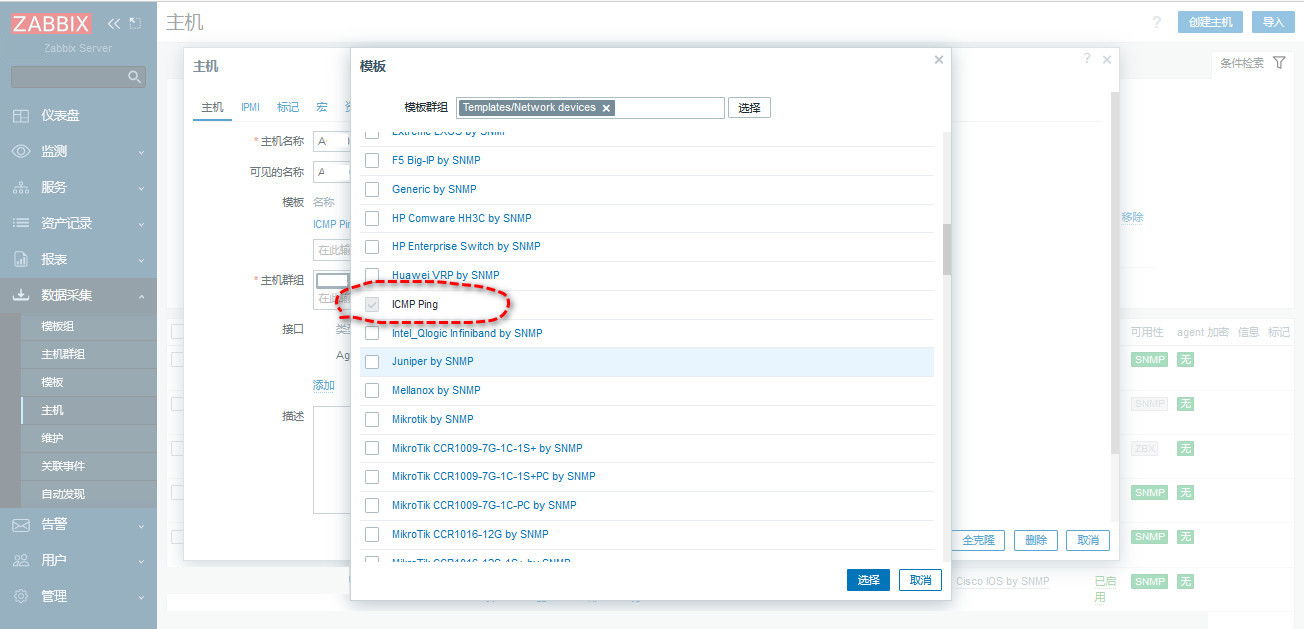 ZABBIX
Zabbix Server
仪表盘
监测
服务
资产记录
报表
数据采集
模板组
主机群组
模板
主机
维护
关联事件
自动发现
告警
用户
管理
主机
?
创建主机
导入
条件检索
主机
? ×
主机 IPMI 标记 宏
* 主机名称 A
可见的名称 A
模板 名称
ICMP Pin
在此输
* 主机群组
在此输
接口
Ag
添加
描述
全克隆 删除 取消
模板
×
模板群组 Templates/Network devices × 选择
Extreme EXOS by SNMP
F5 Big-IP by SNMP
Generic by SNMP
HP Comware HH3C by SNMP
HP Enterprise Switch by SNMP
Huawei VRP by SNMP
ICMP Ping
Intel_Qlogic Infiniband by SNMP
Juniper by SNMP
Mellanox by SNMP
Mikrotik by SNMP
MikroTik CCR1009-7G-1C-1S+ by SNMP
MikroTik CCR1009-7G-1C-1S+PC by SNMP
MikroTik CCR1009-7G-1C-PC by SNMP
MikroTik CCR1016-12G by SNMP
MikroTik CCR1016-12S-1S+ by SNMP
选择 取消
移除
可用性 agent 加密 信息 标记
SNMP 无
SNMP 无
ZBX 无
SNMP 无
SNMP 无
Cisco IOS by SNMP 已启用 SNMP 无